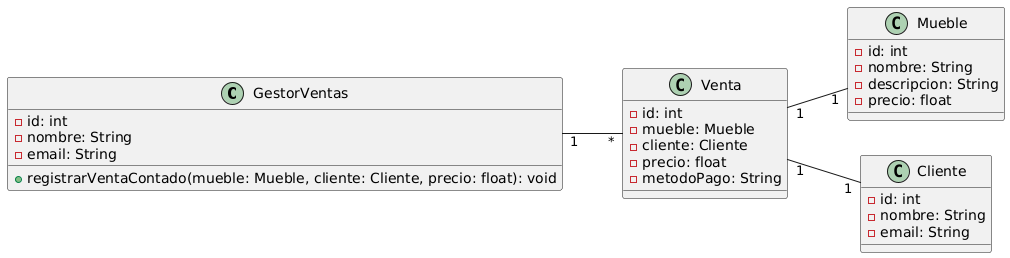 C GestorVentas
id: int
nombre: String
email: String
registrarVentaContado(mueble: Mueble, cliente: Cliente, precio: float): void
1
*
C Venta
id: int
mueble: Mueble
cliente: Cliente
precio: float
metodoPago: String
1
1
C Mueble
id: int
nombre: String
descripcion: String
precio: float
1
1
C Cliente
id: int
nombre: String
email: String